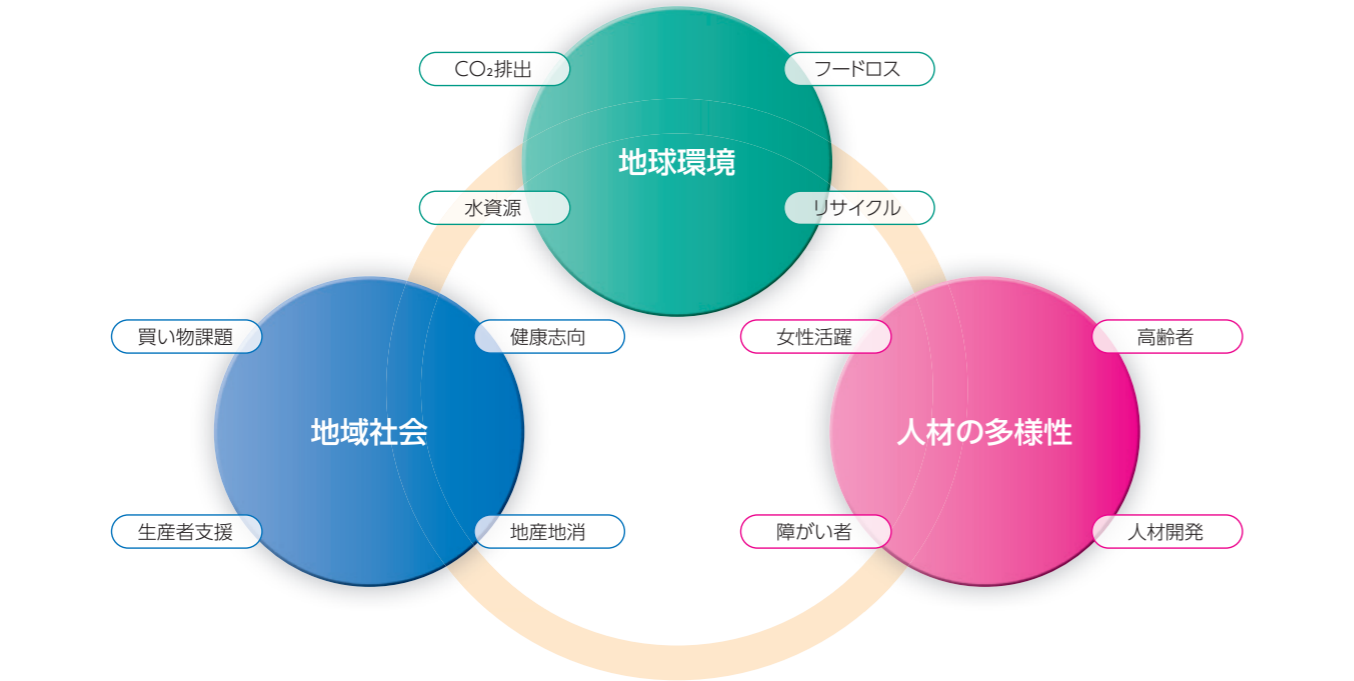 CO₂排出
フードロス
地球環境
水資源
リサイクル
買い物課題
健康志向
地域社会
生産者支援
地産地消
女性活躍
高齢者
人材の多様性
障がい者
人材開発